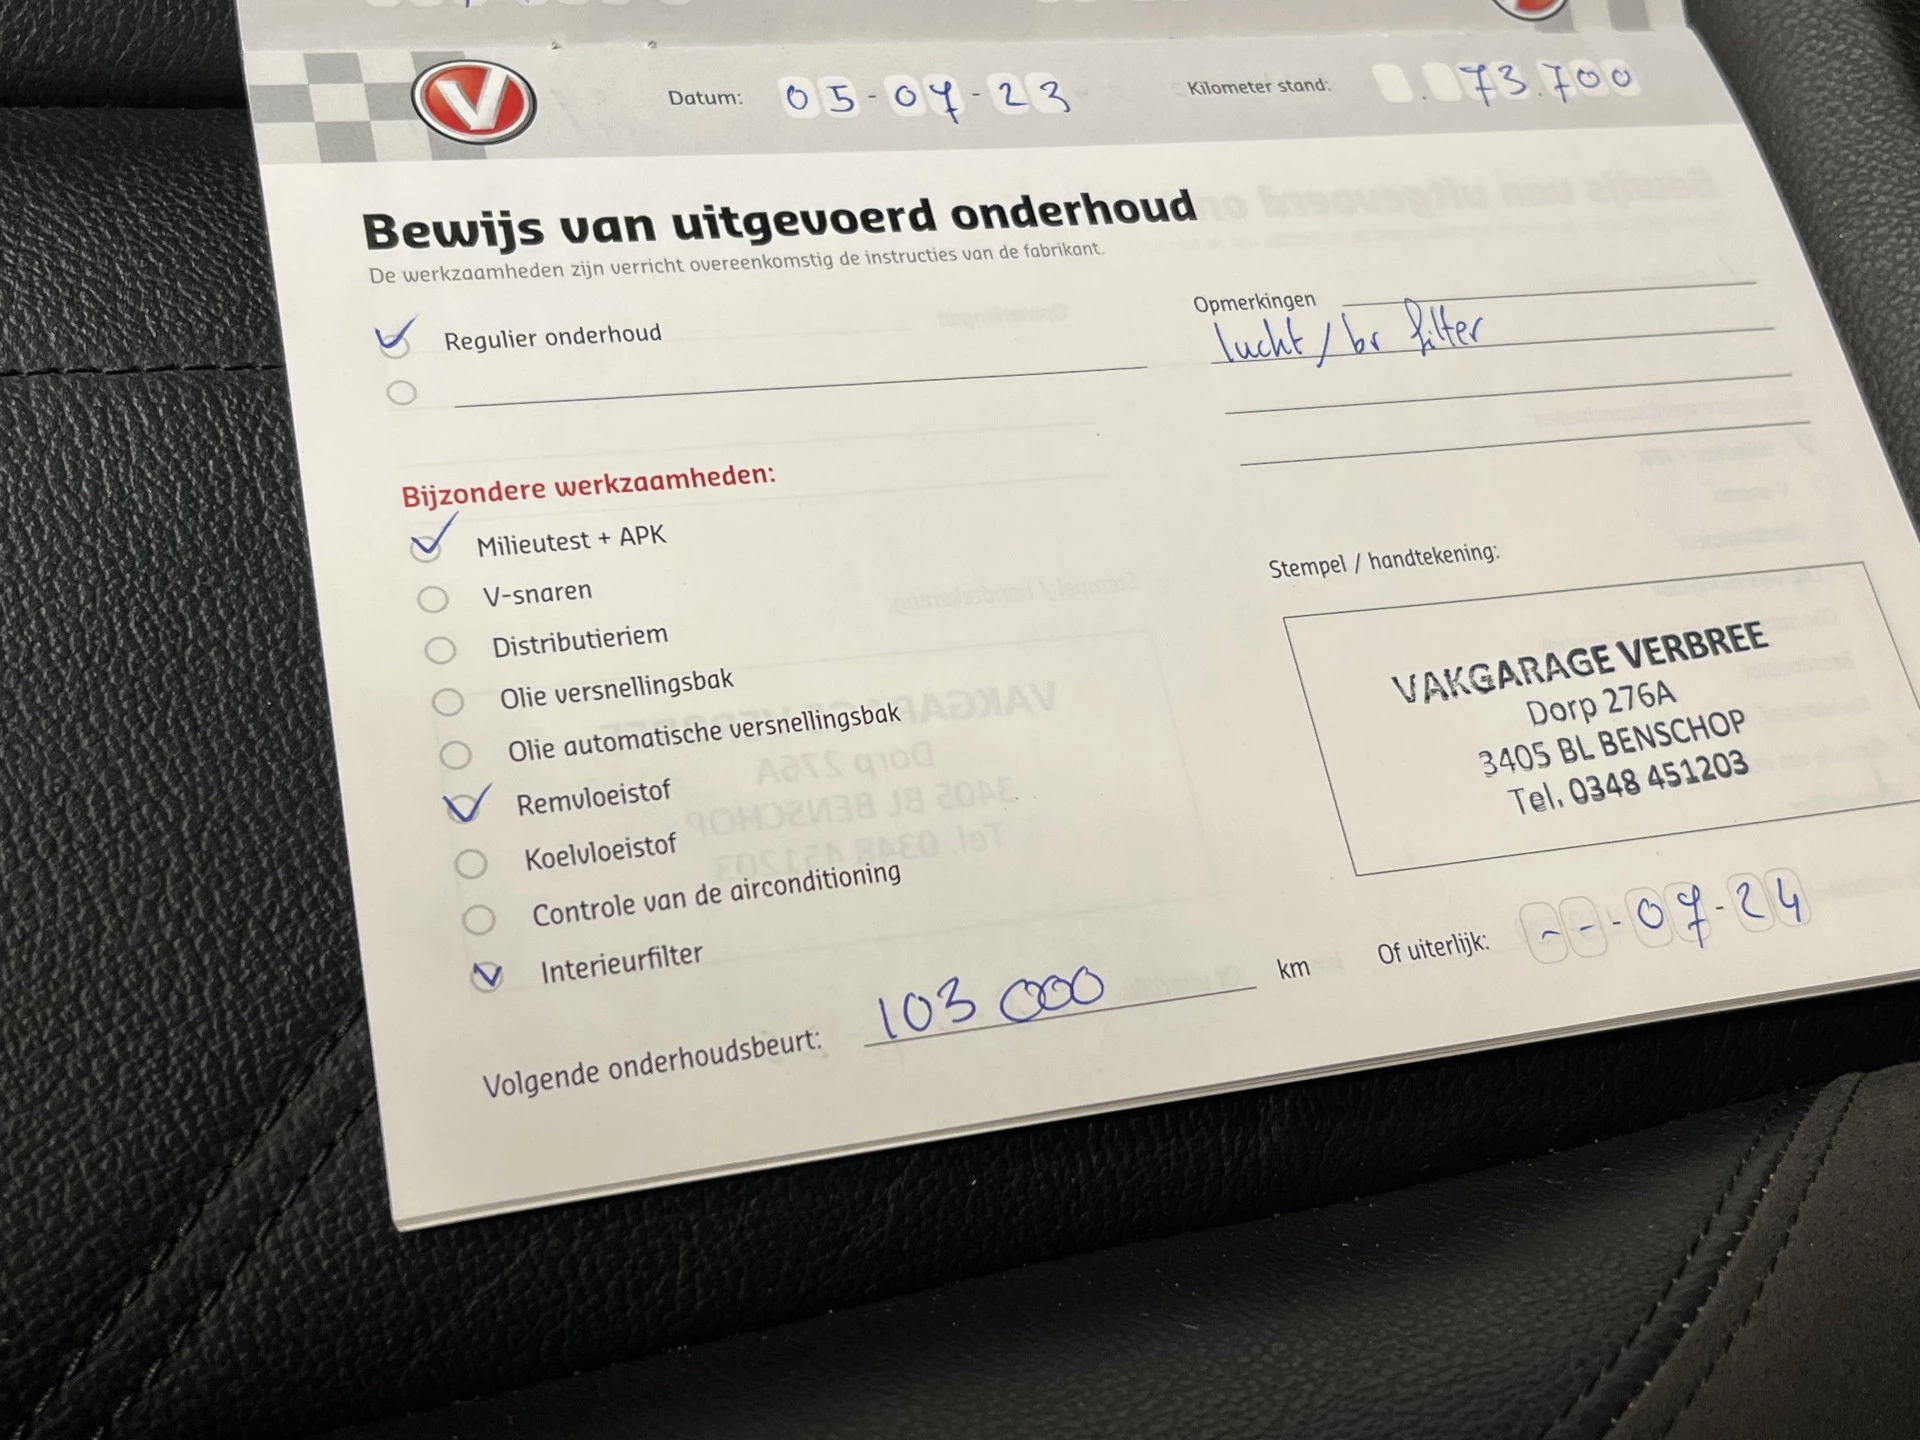 V
Datum: 05-07-23
Kilometer stand: 73.700
Bewijs van uitgevoerd onderhoud
De werkzaamheden zijn verricht overeenkomstig de instructies van de fabrikant.
Regulier onderhoud
Opmerkingen
lucht / br filter
Bijzondere werkzaamheden:
Milieutest + APK
V-snaren
Distributieriem
Olie versnellingsbak
Olie automatische versnellingsbak
Remvloeistof
Koelvloeistof
Controle van de airconditioning
Interieurfilter
Stempel / handtekening:
VAKGARAGE VERBREE
Dorp 276A
3405 BL BENSCHOP
Tel. 0348 451203
Volgende onderhoudsbeurt: 103 000 km
Of uiterlijk: - - - 07 - 24